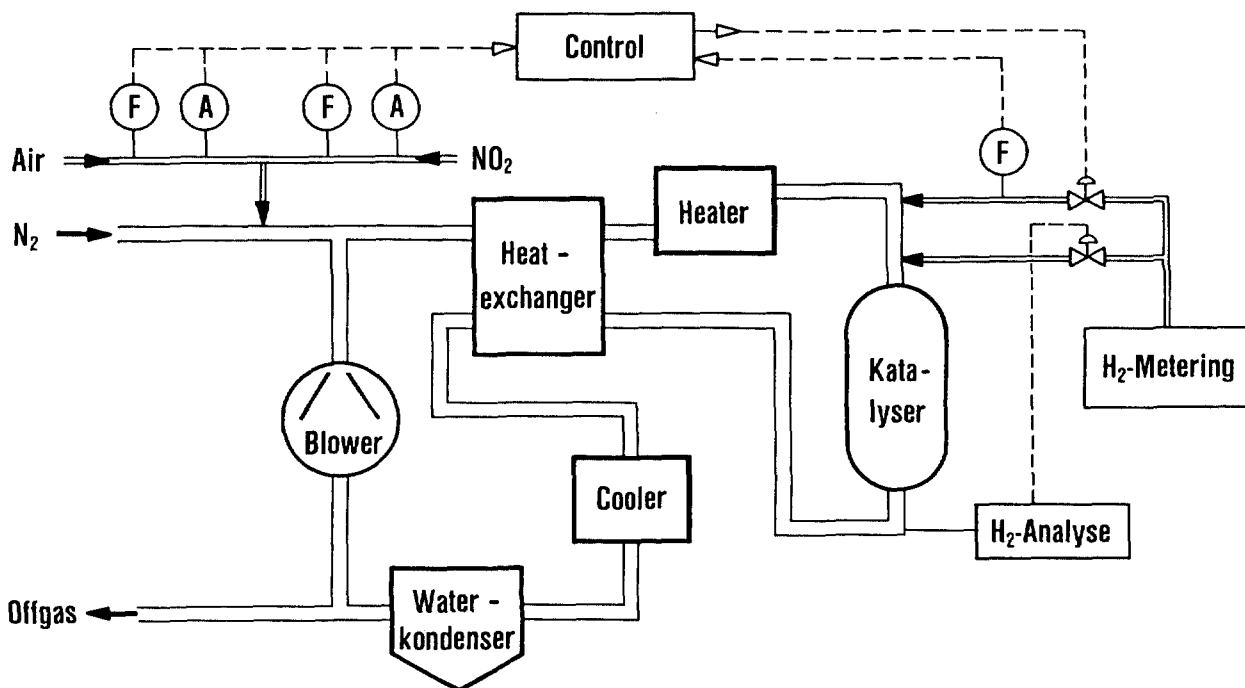 Control
F
A
F
A
F
Air
NO₂
N₂
Heat -
exchanger
Heater
Kata -
lyser
H₂-Metering
Blower
Cooler
H₂-Analyse
Offgas
Water -
kondenser